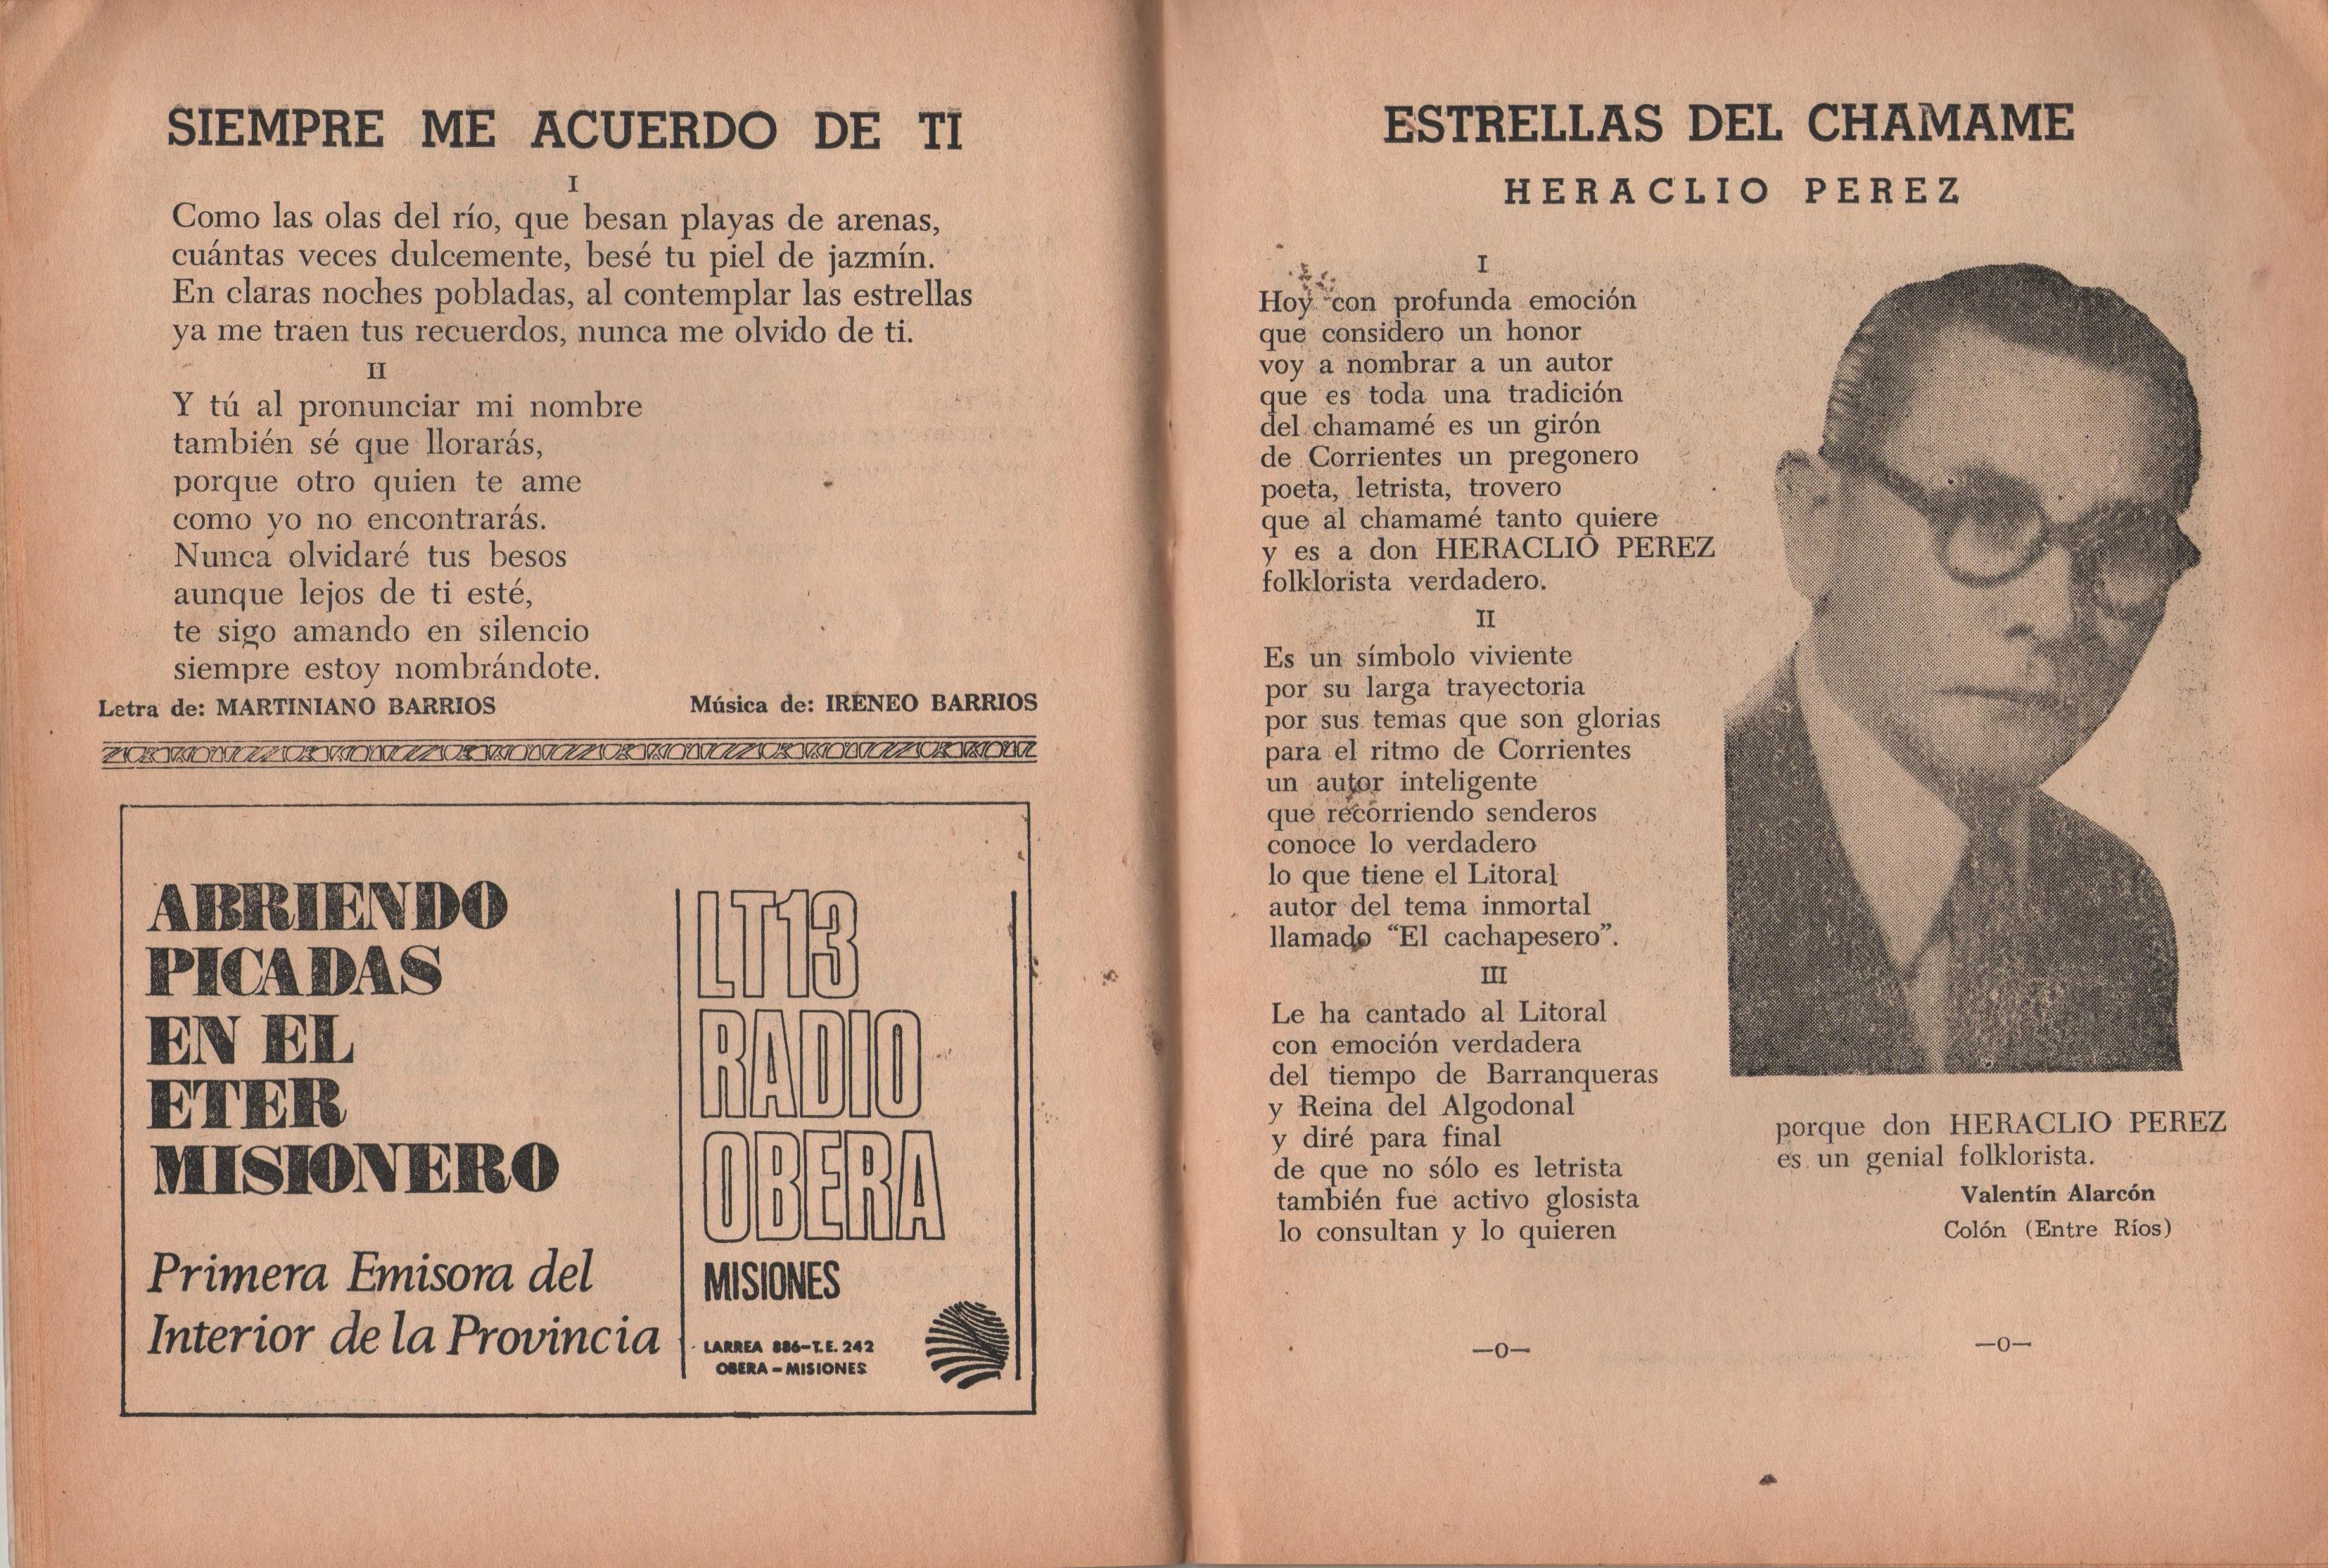 SIEMPRE ME ACUERDO DE TI
I
Como las olas del río, que besan playas de arenas,
cuántas veces dulcemente, besé tu piel de jazmín.
En claras noches pobladas, al contemplar las estrellas
ya me traen tus recuerdos, nunca me olvido de ti.
II
Y tú al pronunciar mi nombre
también sé que llorarás,
porque otro quien te ame
como yo no encontrarás.
Nunca olvidaré tus besos
aunque lejos de ti esté,
te sigo amando en silencio
siempre estoy nombrándote.
Letra de: MARTINIANO BARRIOS Música de: IRENEO BARRIOS
ABRIENDO
PICADAS
EN EL
ETER
MISIONERO
Primera Emisora del
Interior de la Provincia
LT13
RADIO
OBERA
MISIONES
LARREA 886-T.E. 242
OBERA - MISIONES
ESTRELLAS DEL CHAMAME
HERACLIO PEREZ
I
Hoy con profunda emoción
que considero un honor
voy a nombrar a un autor
que es toda una tradición
del chamamé es un girón
de Corrientes un pregonero
poeta, letrista, trovero
que al chamamé tanto quiere
y es a don HERACLIO PEREZ
folklorista verdadero.
II
Es un símbolo viviente
por su larga trayectoria
por sus temas que son glorias
para el ritmo de Corrientes
un autor inteligente
que recorriendo senderos
conoce lo verdadero
lo que tiene el Litoral
autor del tema inmortal
llamado “El cachapesero”.
III
Le ha cantado al Litoral
con emoción verdadera
del tiempo de Barranqueras
y Reina del Algodonal
y diré para final
de que no sólo es letrista
también fue activo glosista
lo consultan y lo quieren
porque don HERACLIO PEREZ
es un genial folklorista.
Valentín Alarcón
Colón (Entre Ríos)
—o—
—o—